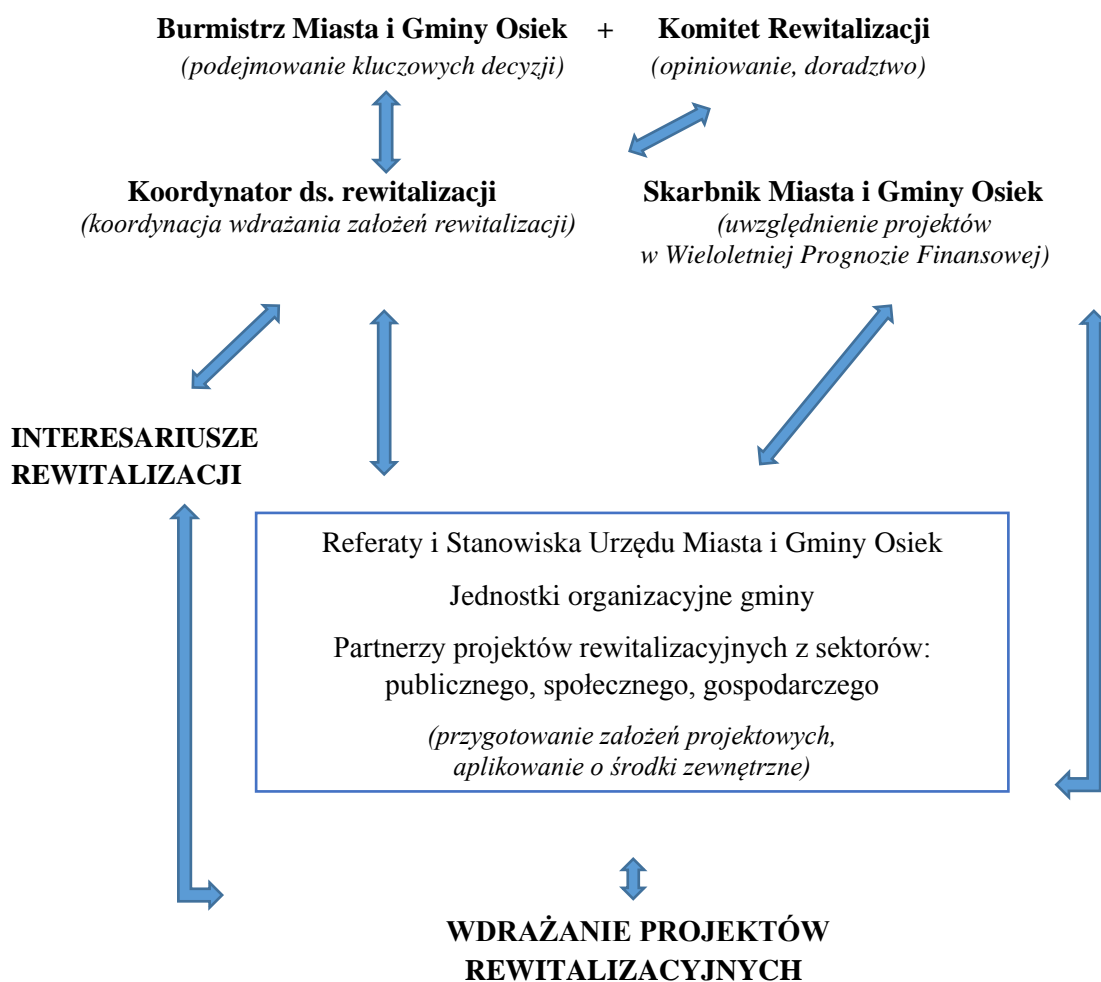 Burmistrz Miasta i Gminy Osiek + Komitet Rewitalizacji
(podejmowanie kluczowych decyzji) (opiniowanie, doradztwo)
Koordynator ds. rewitalizacji
(koordynacja wdrażania założeń rewitalizacji)
Skarbnik Miasta i Gminy Osiek
(uwzględnienie projektów
w Wieloletniej Prognozie Finansowej)
INTERESARIUSZE
REWITALIZACJI
Referaty i Stanowiska Urzędu Miasta i Gminy Osiek
Jednostki organizacyjne gminy
Partnerzy projektów rewitalizacyjnych z sektorów:
publicznego, społecznego, gospodarczego
(przygotowanie założeń projektowych,
aplikowanie o środki zewnętrzne)
WDRAŻANIE PROJEKTÓW
REWITALIZACYJNYCH